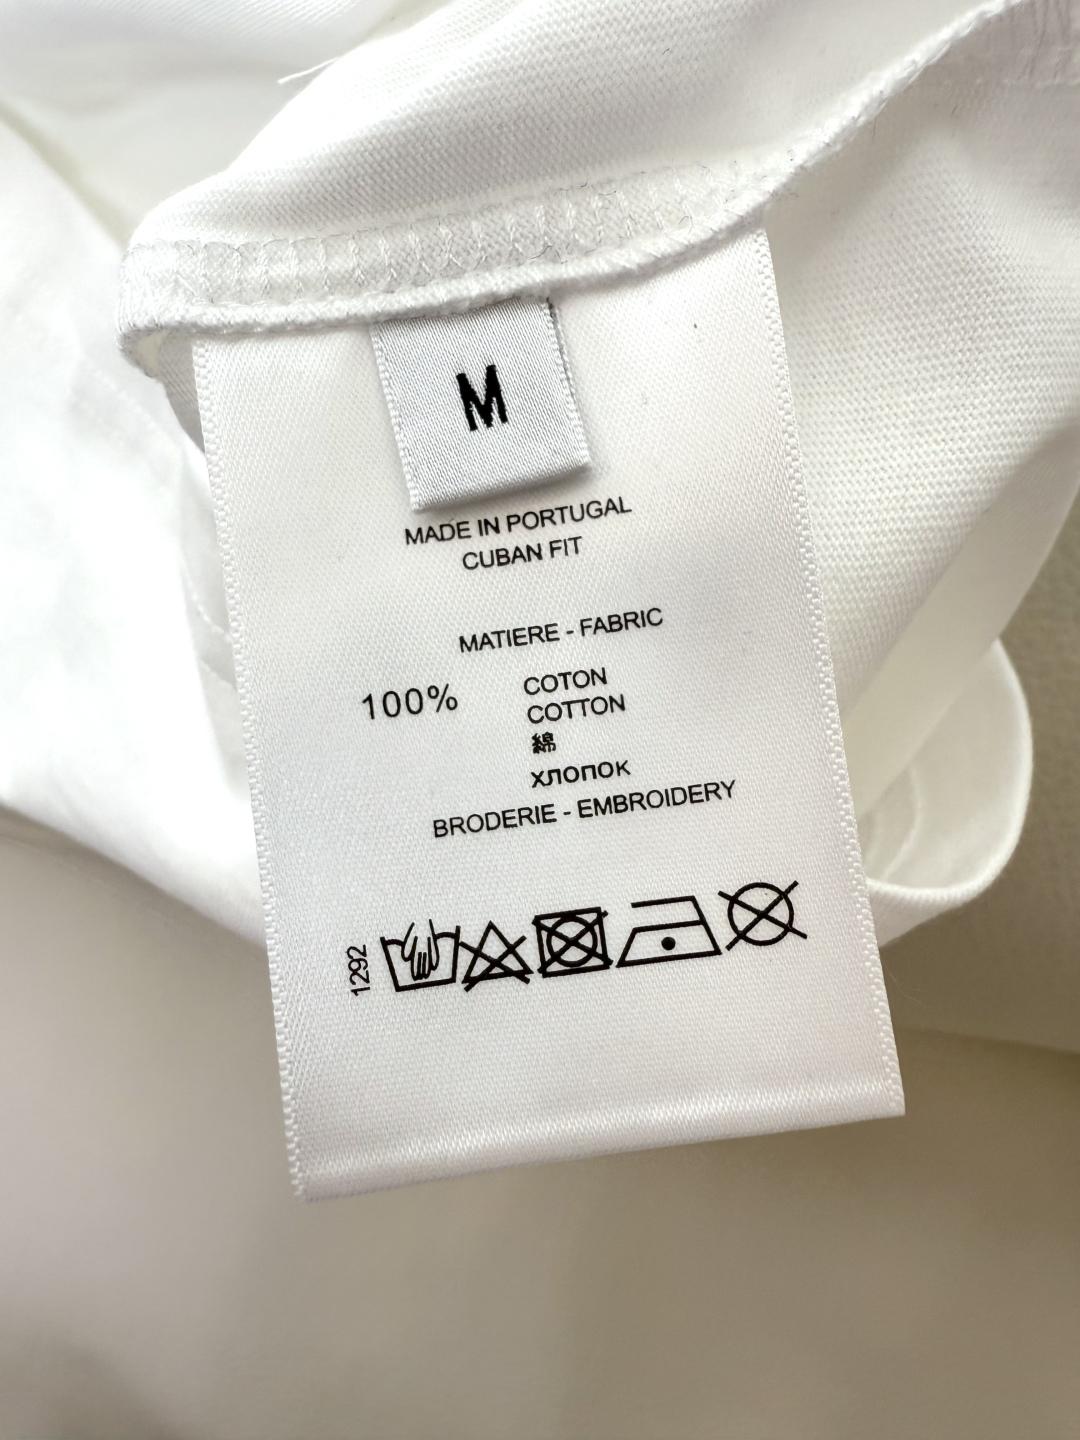 M
MADE IN PORTUGAL
CUBAN FIT
MATIERE - FABRIC
100% COTON
COTTON
綿
хлопок
BRODERIE - EMBROIDERY
1292